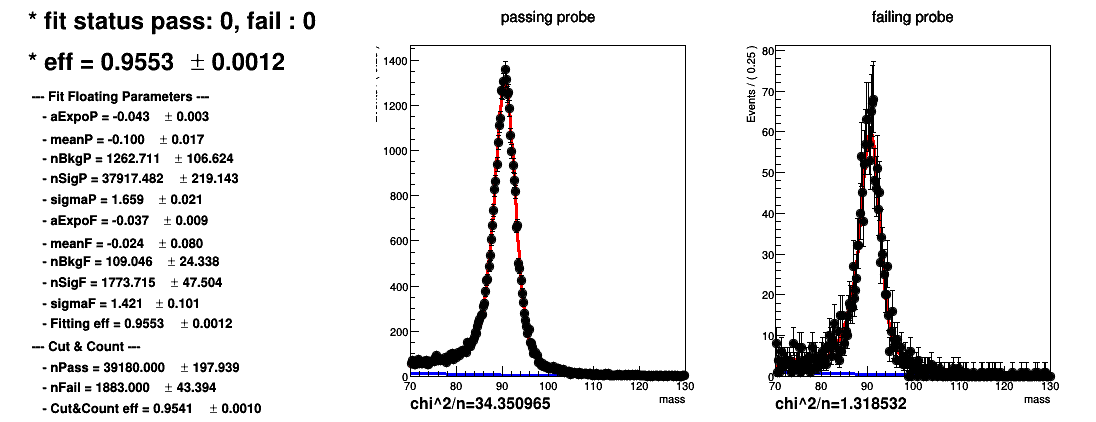 * fit status pass: 0, fail : 0
* eff = 0.9553 ± 0.0012
--- Fit Floating Parameters ---
- aExpoP = -0.043 ± 0.003
- meanP = -0.100 ± 0.017
- nBkgP = 1262.711 ± 106.624
- nSigP = 37917.482 ± 219.143
- sigmaP = 1.659 ± 0.021
- aExpoF = -0.037 ± 0.009
- meanF = -0.024 ± 0.080
- nBkgF = 109.046 ± 24.338
- nSigF = 1773.715 ± 47.504
- sigmaF = 1.421 ± 0.101
- Fitting eff = 0.9553 ± 0.0012
--- Cut & Count ---
- nPass = 39180.000 ± 197.939
- nFail = 1883.000 ± 43.394
- Cut&Count eff = 0.9541 ± 0.0010
passing probe
1400
1200
1000
800
600
400
200
0
70 80 90 100 110 120 130
mass
chi^2/n=34.350965
failing probe
Events / ( 0.25 )
80
70
60
50
40
30
20
10
0
70 80 90 100 110 120 130
mass
chi^2/n=1.318532